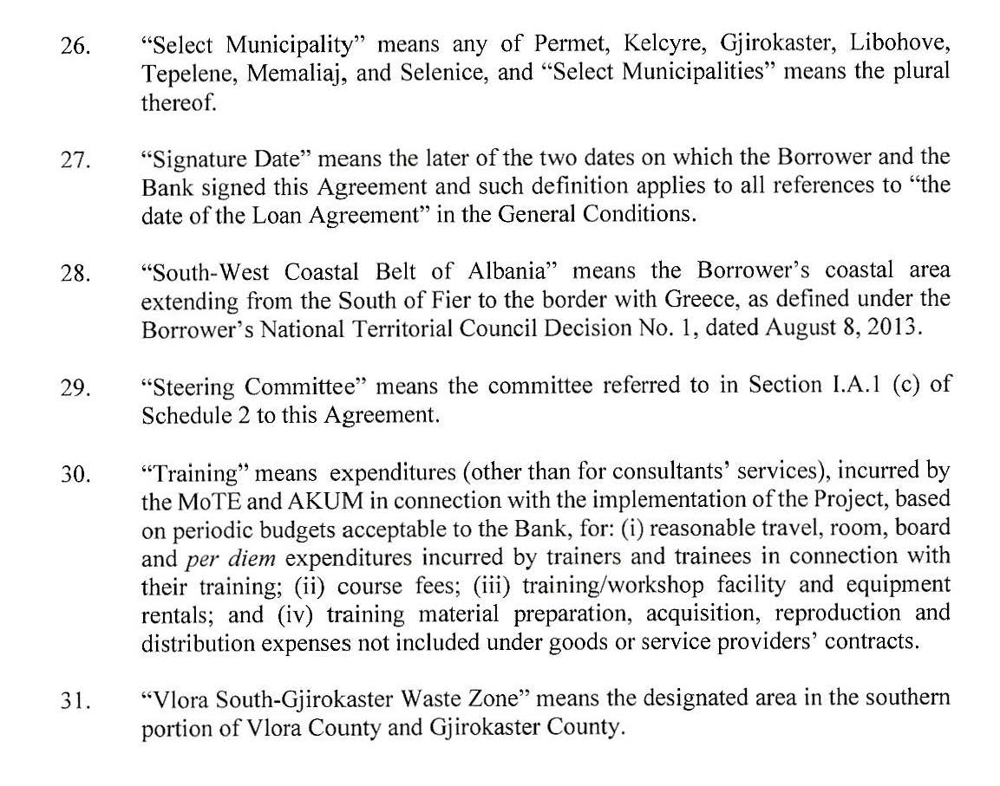 26. “Select Municipality” means any of Permet, Kelcyre, Gjirokaster, Libohove,
Tepelene, Memaliaj, and Selenice, and “Select Municipalities” means the plural
thereof.
27. “Signature Date” means the later of the two dates on which the Borrower and the
Bank signed this Agreement and such definition applies to all references to “the
date of the Loan Agreement” in the General Conditions.
28. “South-West Coastal Belt of Albania” means the Borrower’s coastal area
extending from the South of Fier to the border with Greece, as defined under the
Borrower’s National Territorial Council Decision No. 1, dated August 8, 2013.
29. “Steering Committee” means the committee referred to in Section I.A.1 (c) of
Schedule 2 to this Agreement.
30. “Training” means expenditures (other than for consultants’ services), incurred by
the MoTE and AKUM in connection with the implementation of the Project, based
on periodic budgets acceptable to the Bank, for: (i) reasonable travel, room, board
and per diem expenditures incurred by trainers and trainees in connection with
their training; (ii) course fees; (iii) training/workshop facility and equipment
rentals; and (iv) training material preparation, acquisition, reproduction and
distribution expenses not included under goods or service providers’ contracts.
31. “Vlora South-Gjirokaster Waste Zone” means the designated area in the southern
portion of Vlora County and Gjirokaster County.